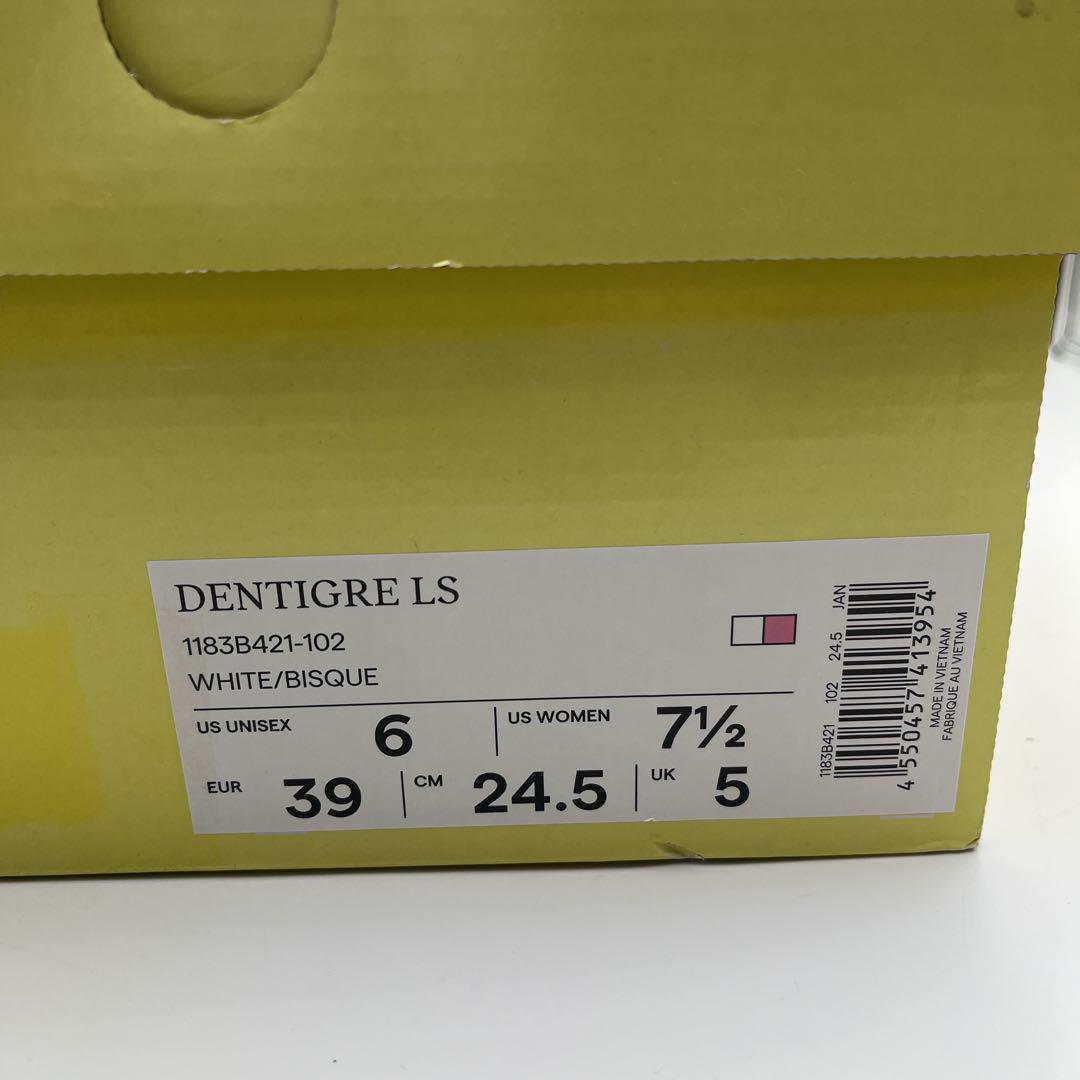 DENTIGRE LS
1183B421-102
WHITE/BISQUE
US UNISEX 6 US WOMEN 7½
EUR 39 CM 24.5 UK 5
1183B421 102 24.5 JAN
4 550457 413954
MADE IN VIETNAM
FABRIQUE AU VIETNAM